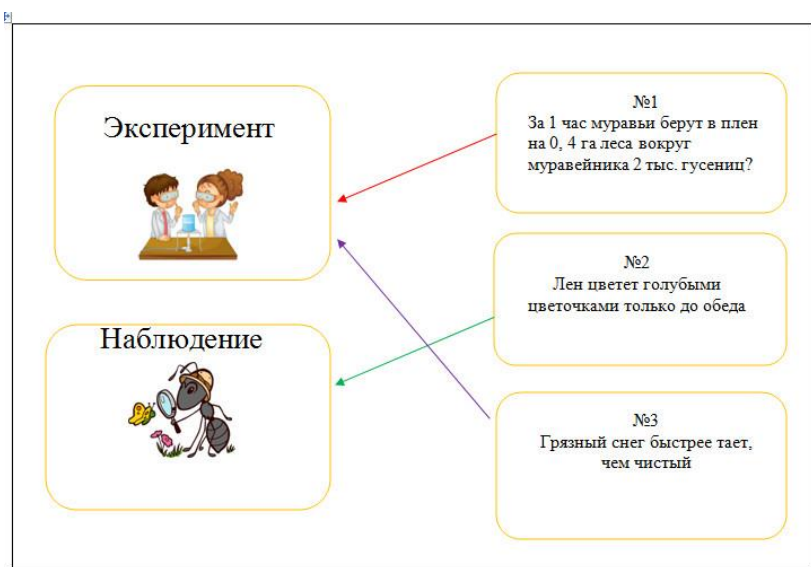 Эксперимент
Наблюдение
№1
За 1 час муравьи берут в плен
на 0, 4 га леса вокруг
муравейника 2 тыс. гусениц?
№2
Лен цветет голубыми
цветочками только до обеда
№3
Грязный снег быстрее тает,
чем чистый